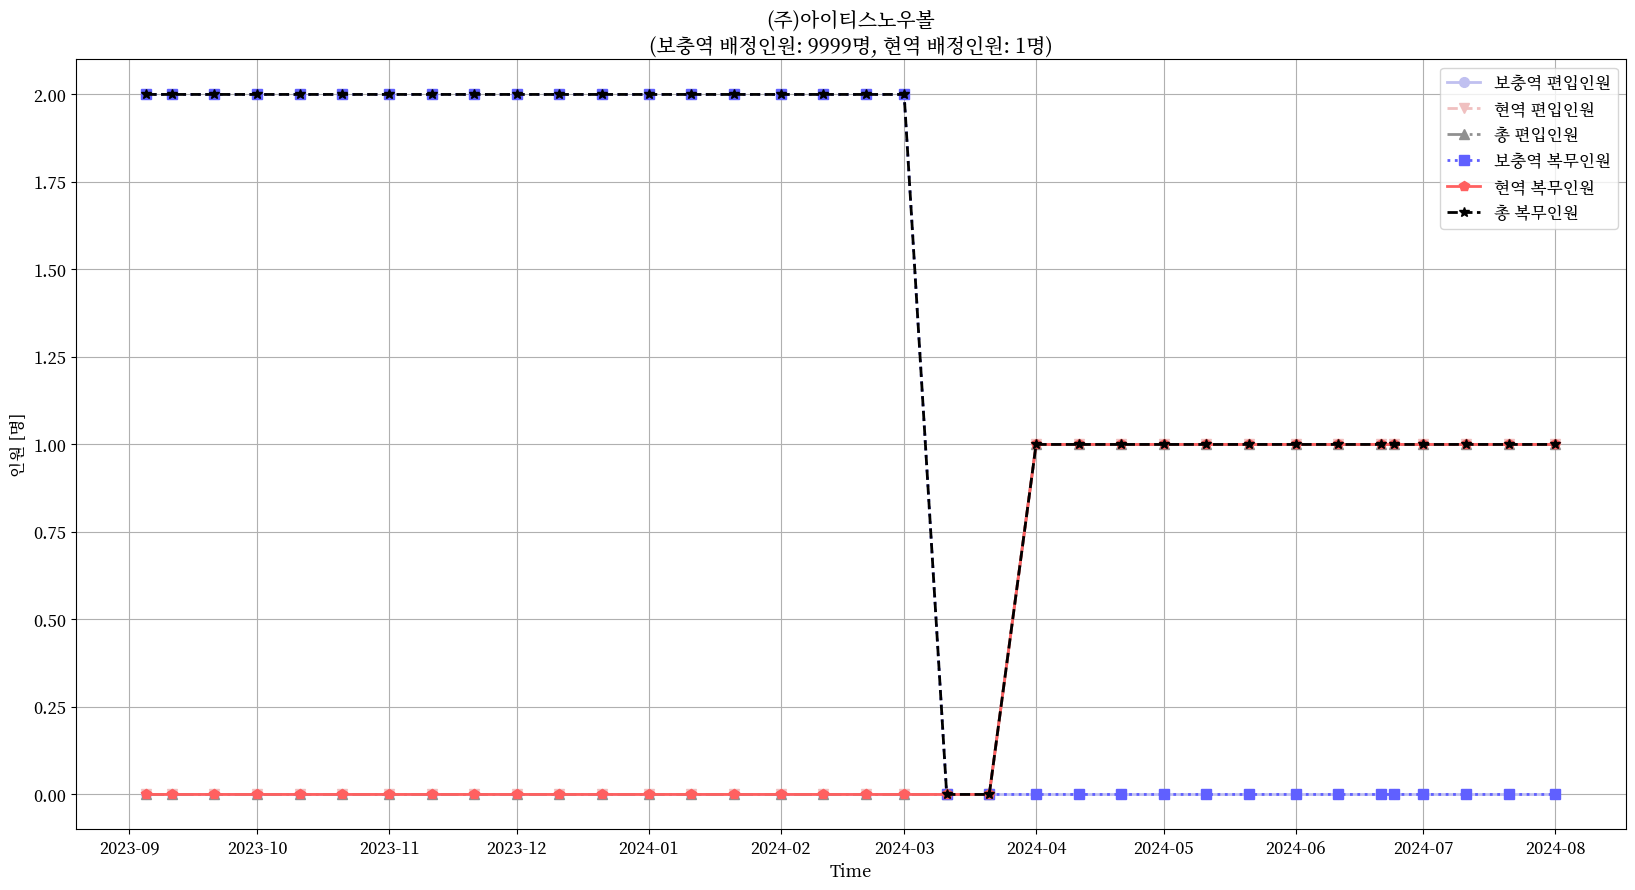 (주)아이티스노우볼
(보충역 배정인원: 9999명, 현역 배정인원: 1명)
보충역 편입인원
현역 편입인원
총 편입인원
보충역 복무인원
현역 복무인원
총 복무인원
인원 [명]
2.00
1.75
1.50
1.25
1.00
0.75
0.50
0.25
0.00
2023-09 2023-10 2023-11 2023-12 2024-01 2024-02 2024-03 2024-04 2024-05 2024-06 2024-07 2024-08
Time